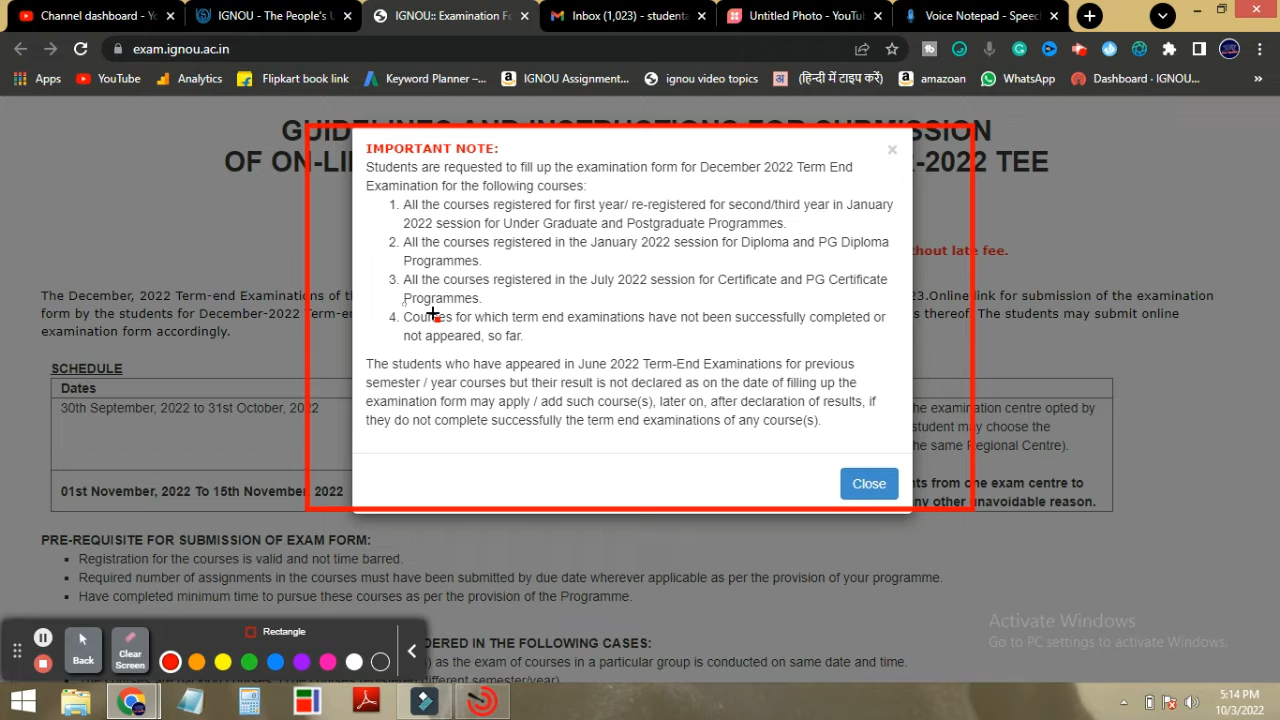 Channel dashboard - Yo
IGNOU - The People's U
IGNOU:: Examination Fo
Inbox (1,023) - studenta
Untitled Photo - YouTub
Voice Notepad - Speech
exam.ignou.ac.in
Apps
YouTube
Analytics
Flipkart book link
Keyword Planner –...
IGNOU Assignment...
ignou video topics
(हिन्दी में टाइप करें)
amazoan
WhatsApp
Dashboard · IGNOU...
GUIDELINES AND INSTRUCTIONS FOR SUBMISSION
OF ON-LI
-2022 TEE
IMPORTANT NOTE:
×
Students are requested to fill up the examination form for December 2022 Term End
Examination for the following courses:
1. All the courses registered for first year/ re-registered for second/third year in January
2022 session for Under Graduate and Postgraduate Programmes.
2. All the courses registered in the January 2022 session for Diploma and PG Diploma
Programmes.
3. All the courses registered in the July 2022 session for Certificate and PG Certificate
Programmes.
4. Courses for which term end examinations have not been successfully completed or
not appeared, so far.
The students who have appeared in June 2022 Term-End Examinations for previous
semester / year courses but their result is not declared as on the date of filling up the
examination form may apply / add such course(s), later on, after declaration of results, if
they do not complete successfully the term end examinations of any course(s).
Close
hout late fee.
The December, 2022 Term-end Examinations of th
23.Online link for submission of the examination
form by the students for December-2022 Term-e
s thereof. The students may submit online
examination form accordingly.
SCHEDULE
Dates
30th September, 2022 to 31st October, 2022
he examination centre opted by
student may choose the
he same Regional Centre).
01st November, 2022 To 15th November, 2022
nts from one exam centre to
ny other unavoidable reason.
PRE-REQUISITE FOR SUBMISSION OF EXAM FORM:
Registration for the courses is valid and not time barred.
Required number of assignments in the courses must have been submitted by due date wherever applicable as per the provision of your programme.
Have completed minimum time to pursue these courses as per the provision of the Programme.
DERED IN THE FOLLOWING CASES:
) as the exam of courses in a particular group is conducted on same date and time.
Activate Windows
Go to PC settings to activate Windows.
Rectangle
Back
Clear
Screen
5:14 PM
10/3/2022